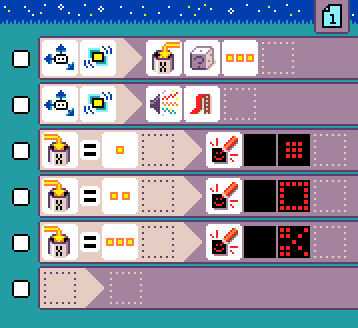 1
X
X =
X =
X =